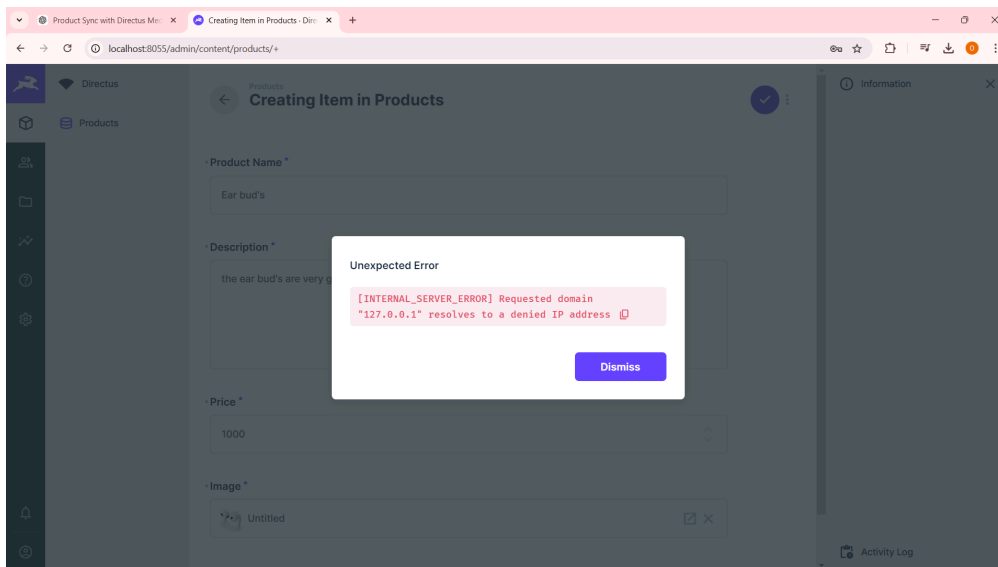 Product Sync with Directus Med
Creating Item in Products · Dire
localhost:8055/admin/content/products/+
O
Directus
Products
Products
Creating Item in Products
Information
Product Name *
Ear bud's
Description *
the ear bud's are very g
Unexpected Error
[INTERNAL_SERVER_ERROR] Requested domain
"127.0.0.1" resolves to a denied IP address
Dismiss
Price *
1000
Image *
Untitled
Activity Log